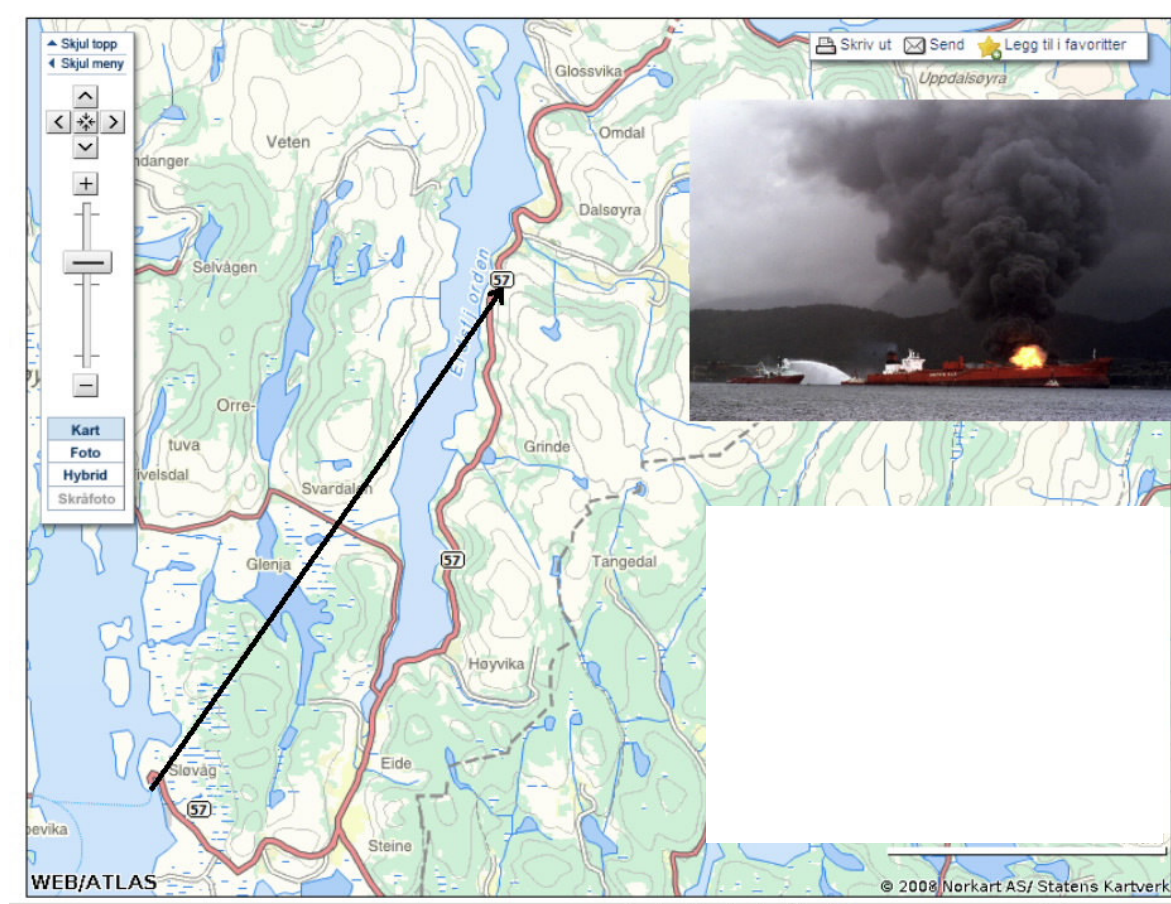 Skjul topp
Skjul meny
Skriv ut
Send
Legg til i favoritter
Glossvika
Uppdalsøyra
Omdal
Veten
Dalsøyra
Selvågen
57
Orre-
tuva
Kart
Foto
Hybrid
Skråfoto
Grinde
Svardalen
57
Glenja
Tangedal
Høyvika
Sløvåg
Eide
57
Steine
WEB/ATLAS
© 2008 Norkart AS/ Statens Kartverk